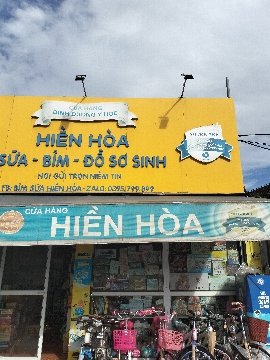 CỬA HÀNG
DINH DƯỠNG Y HỌC
HIỀN HÒA
SỮA - BỈM - ĐỒ SƠ SINH
NƠI GỬI TRỌN NIỀM TIN
FB: BỈM SỮA HIỀN HÒA - ZALO: 0395.799.899
CỬA HÀNG
HIỀN HÒA